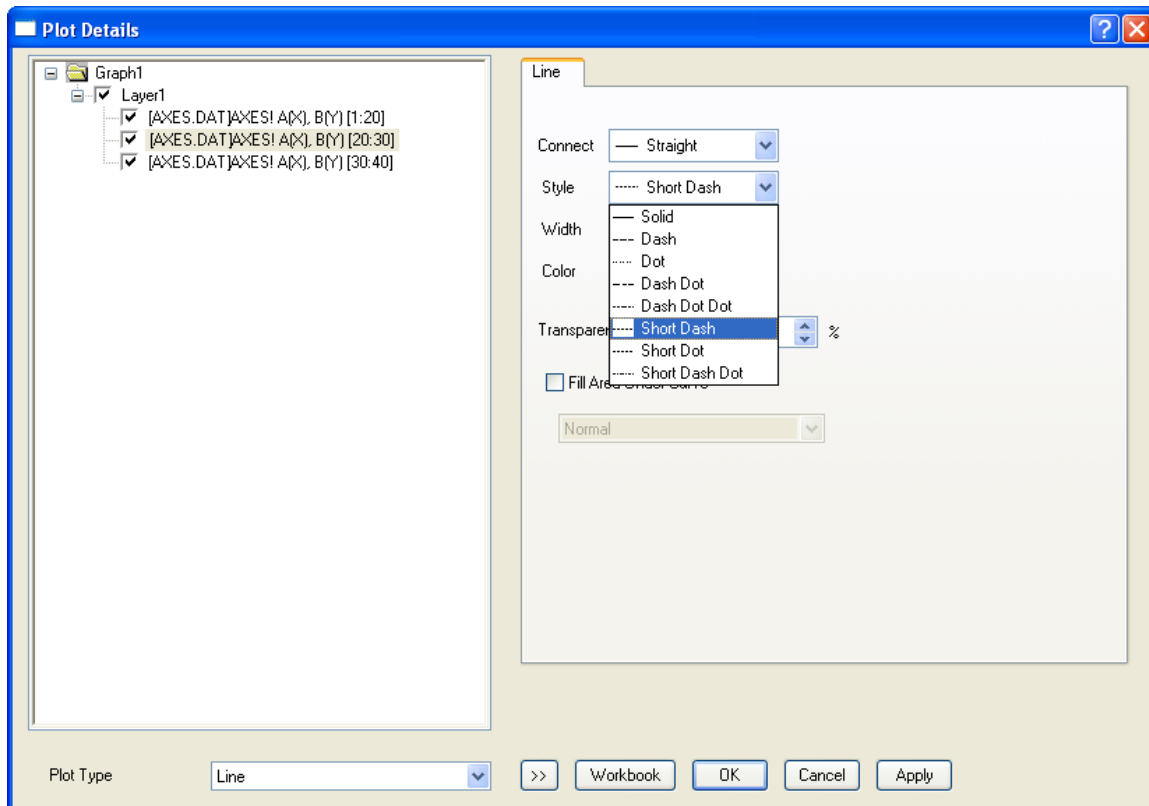 Plot Details
Graph1
Layer1
[AXES.DAT]AXES! A(X), B(Y) [1:20]
[AXES.DAT]AXES! A(X), B(Y) [20:30]
[AXES.DAT]AXES! A(X), B(Y) [30:40]
Line
Connect
Straight
Style
Short Dash
Width
Color
Solid
Dash
Dot
Dash Dot
Dash Dot Dot
Short Dash
Short Dot
Short Dash Dot
Transparen
%
Fill
Normal
Plot Type
Line
>>
Workbook
OK
Cancel
Apply